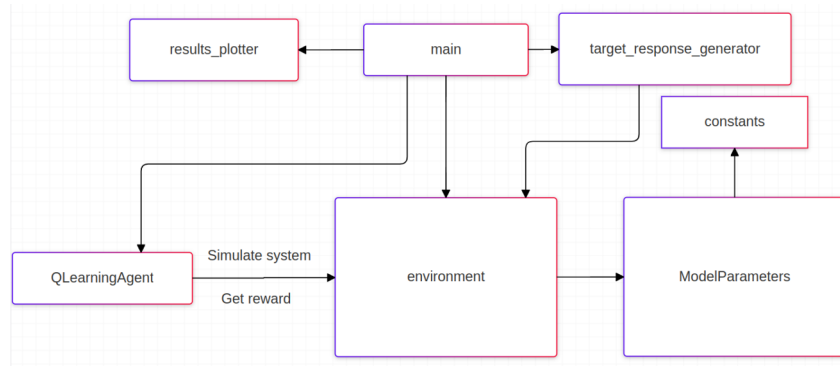 results_plotter
main
target_response_generator
constants
QLearningAgent
Simulate system
Get reward
environment
ModelParameters